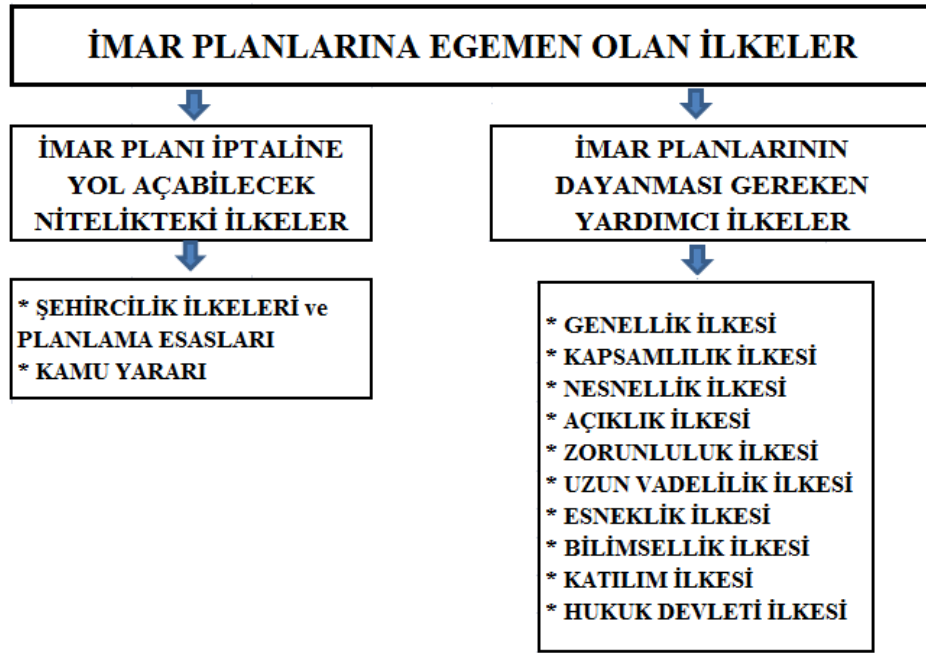 İMAR PLANLARINA EGEMEN OLAN İLKELER
İMAR PLANI İPTALİNE
YOL AÇABİLECEK
NİTELİKTEKİ İLKELER
* ŞEHİRCİLİK İLKELERİ ve
PLANLAMA ESASLARI
* KAMU YARARI
İMAR PLANLARININ
DAYANMASI GEREKEN
YARDIMCI İLKELER
* GENELLİK İLKESİ
* KAPSAMLILIK İLKESİ
* NESNELLİK İLKESİ
* AÇIKLIK İLKESİ
* ZORUNLULUK İLKESİ
* UZUN VADELİLİK İLKESİ
* ESNEKLİK İLKESİ
* BİLİMSELLİK İLKESİ
* KATILIM İLKESİ
* HUKUK DEVLETİ İLKESİ